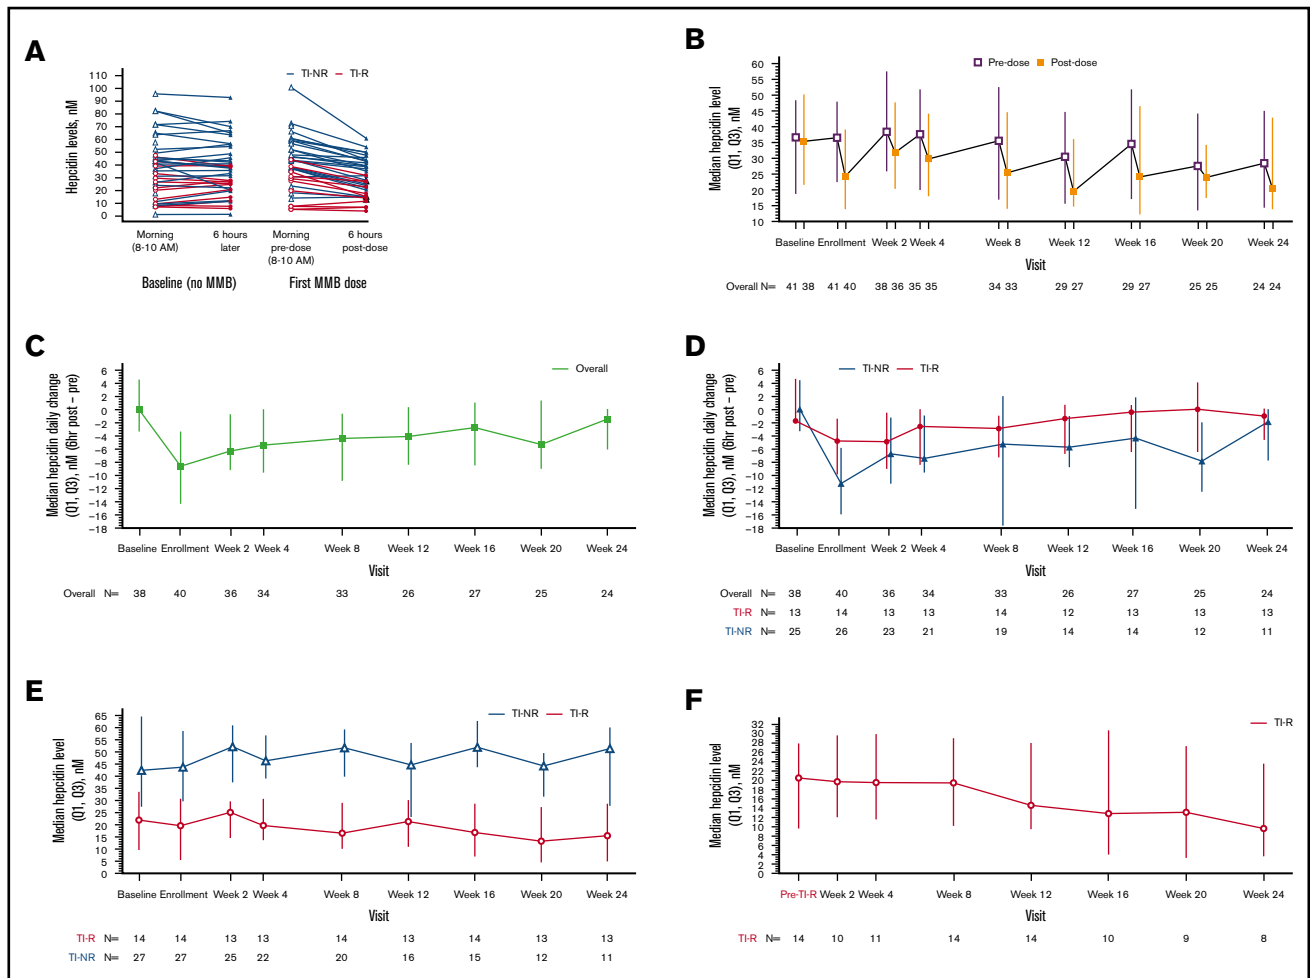 A
TI-NR TI-R
Hepcidin levels, nM
110
100
90
80
70
60
50
40
30
20
10
0
Morning (8-10 AM)
6 hours later
Morning pre-dose (8-10 AM)
6 hours post-dose
Baseline (no MMB)
First MMB dose
B
Pre-dose Post-dose
Median hepcidin level (Q1, Q3), nM
60
55
50
45
40
35
30
25
20
15
10
Baseline Enrollment Week 2 Week 4 Week 8 Week 12 Week 16 Week 20 Week 24
Visit
Overall N= 41 38 41 40 38 36 35 35 34 33 29 27 29 27 25 25 24 24
C
Overall
Median hepcidin daily change (Q1, Q3), nM (6hr post – pre)
6
4
2
0
–2
–4
–6
–8
–10
–12
–14
–16
–18
Baseline Enrollment Week 2 Week 4 Week 8 Week 12 Week 16 Week 20 Week 24
Visit
Overall N= 38 40 36 34 33 26 27 25 24
D
TI-NR TI-R
Median hepcidin daily change (Q1, Q3), nM (6hr post – pre)
6
4
2
0
–2
–4
–6
–8
–10
–12
–14
–16
–18
Baseline Enrollment Week 2 Week 4 Week 8 Week 12 Week 16 Week 20 Week 24
Visit
Overall N= 38 40 36 34 33 26 27 25 24
TI-R N= 13 14 13 13 14 12 13 13 13
TI-NR N= 25 26 23 21 19 14 14 12 11
E
TI-NR TI-R
Median hepcidin level (Q1, Q3), nM
65
60
55
50
45
40
35
30
25
20
15
10
5
0
Baseline Enrollment Week 2 Week 4 Week 8 Week 12 Week 16 Week 20 Week 24
Visit
TI-R N= 14 14 13 13 14 13 14 13 13
TI-NR N= 27 27 25 22 20 16 15 12 11
F
TI-R
Median hepcidin level (Q1, Q3), nM
32
30
28
26
24
22
20
18
16
14
12
10
8
6
4
2
0
Pre-TI-R Week 2 Week 4 Week 8 Week 12 Week 16 Week 20 Week 24
Visit
TI-R N= 14 10 11 14 14 10 9 8